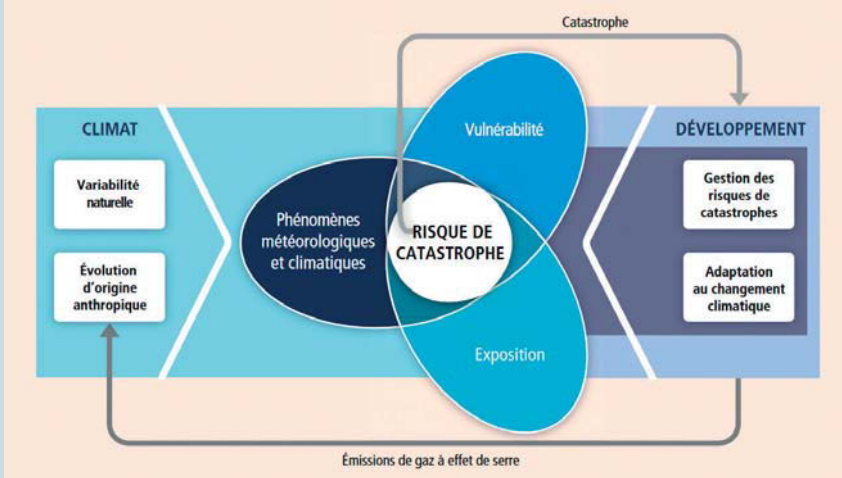 Catastrophe
CLIMAT
Variabilité
naturelle
Évolution
d'origine
anthropique
Phénomènes
météorologiques
et climatiques
Vulnérabilité
RISQUE DE
CATASTROPHE
Exposition
DÉVELOPPEMENT
Gestion des
risques de
catastrophes
Adaptation
au changement
climatique
Émissions de gaz à effet de serre